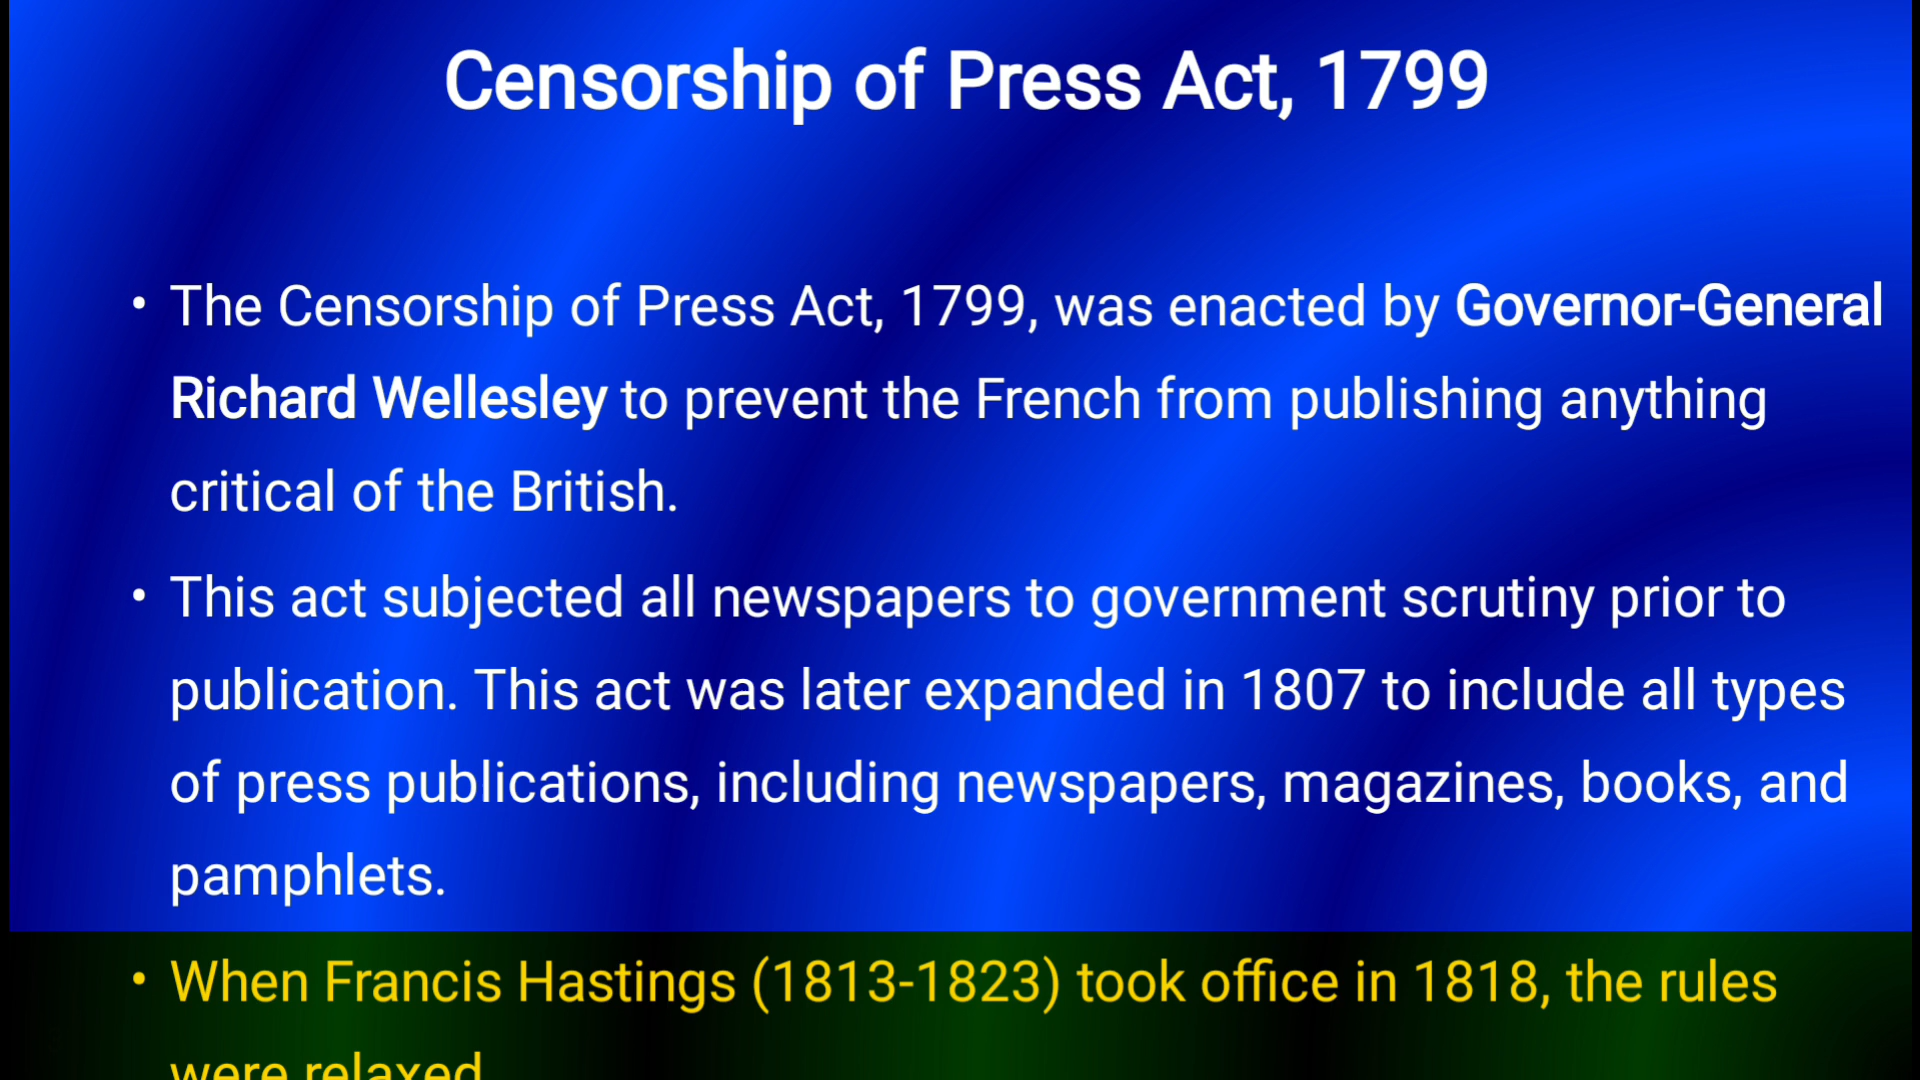 Censorship of Press Act, 1799
• The Censorship of Press Act, 1799, was enacted by Governor-General
Richard Wellesley to prevent the French from publishing anything
critical of the British.
• This act subjected all newspapers to government scrutiny prior to
publication. This act was later expanded in 1807 to include all types
of press publications, including newspapers, magazines, books, and
pamphlets.
• When Francis Hastings (1813-1823) took office in 1818, the rules
were relaxed